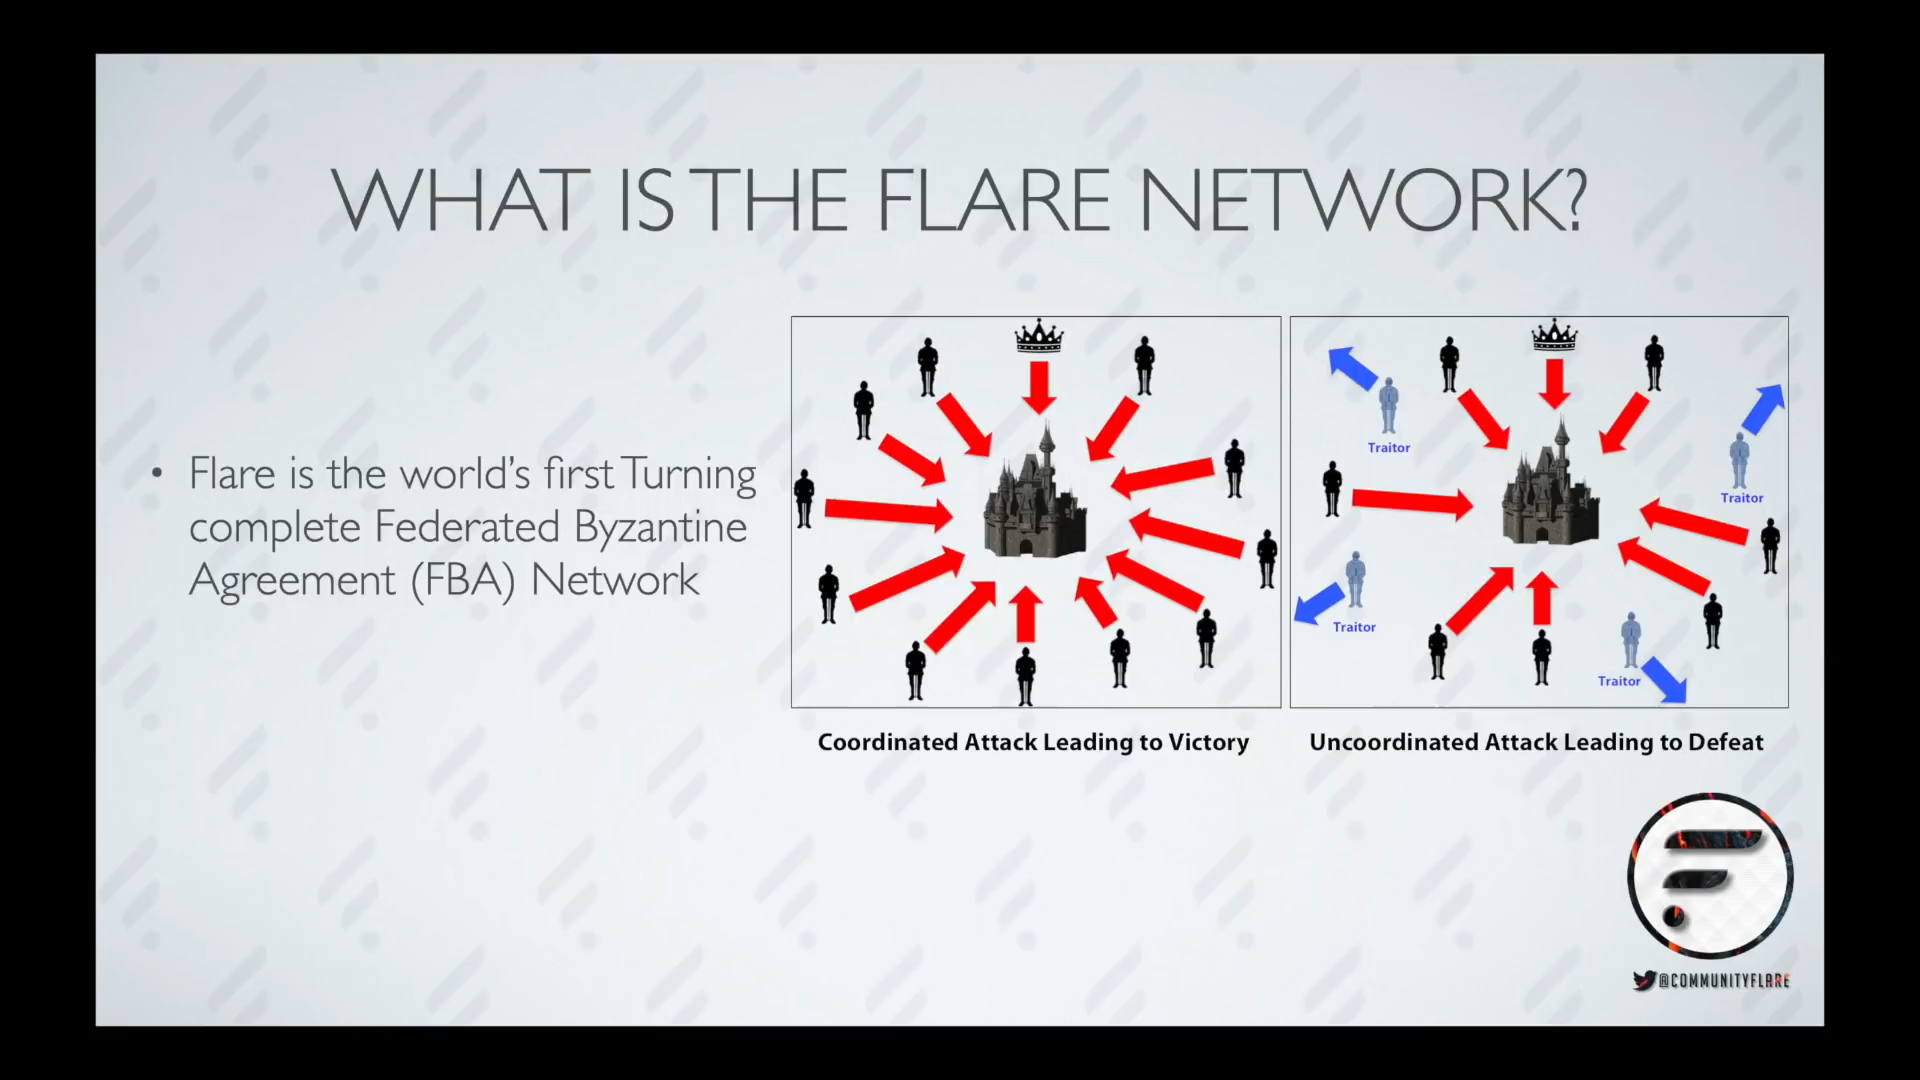 WHAT IS THE FLARE NETWORK?
• Flare is the world's first Turning
complete Federated Byzantine
Agreement (FBA) Network
Traitor
Traitor
Traitor
Traitor
Coordinated Attack Leading to Victory
Uncoordinated Attack Leading to Defeat
@COMMUNITYFLARE